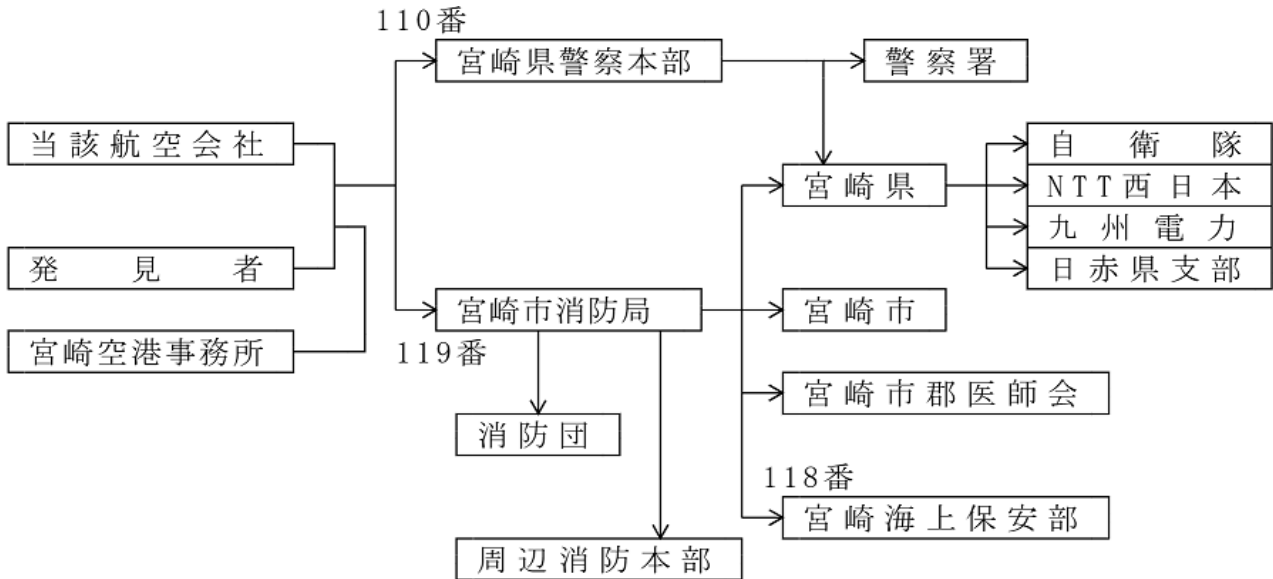 110番
宮崎県警察本部
警察署
当該航空会社
自衛隊
宮崎県
NTT西日本
九州電力
発見者
日赤県支部
宮崎市消防局
宮崎市
宮崎空港事務所
119番
宮崎市郡医師会
消防団
118番
宮崎海上保安部
周辺消防本部